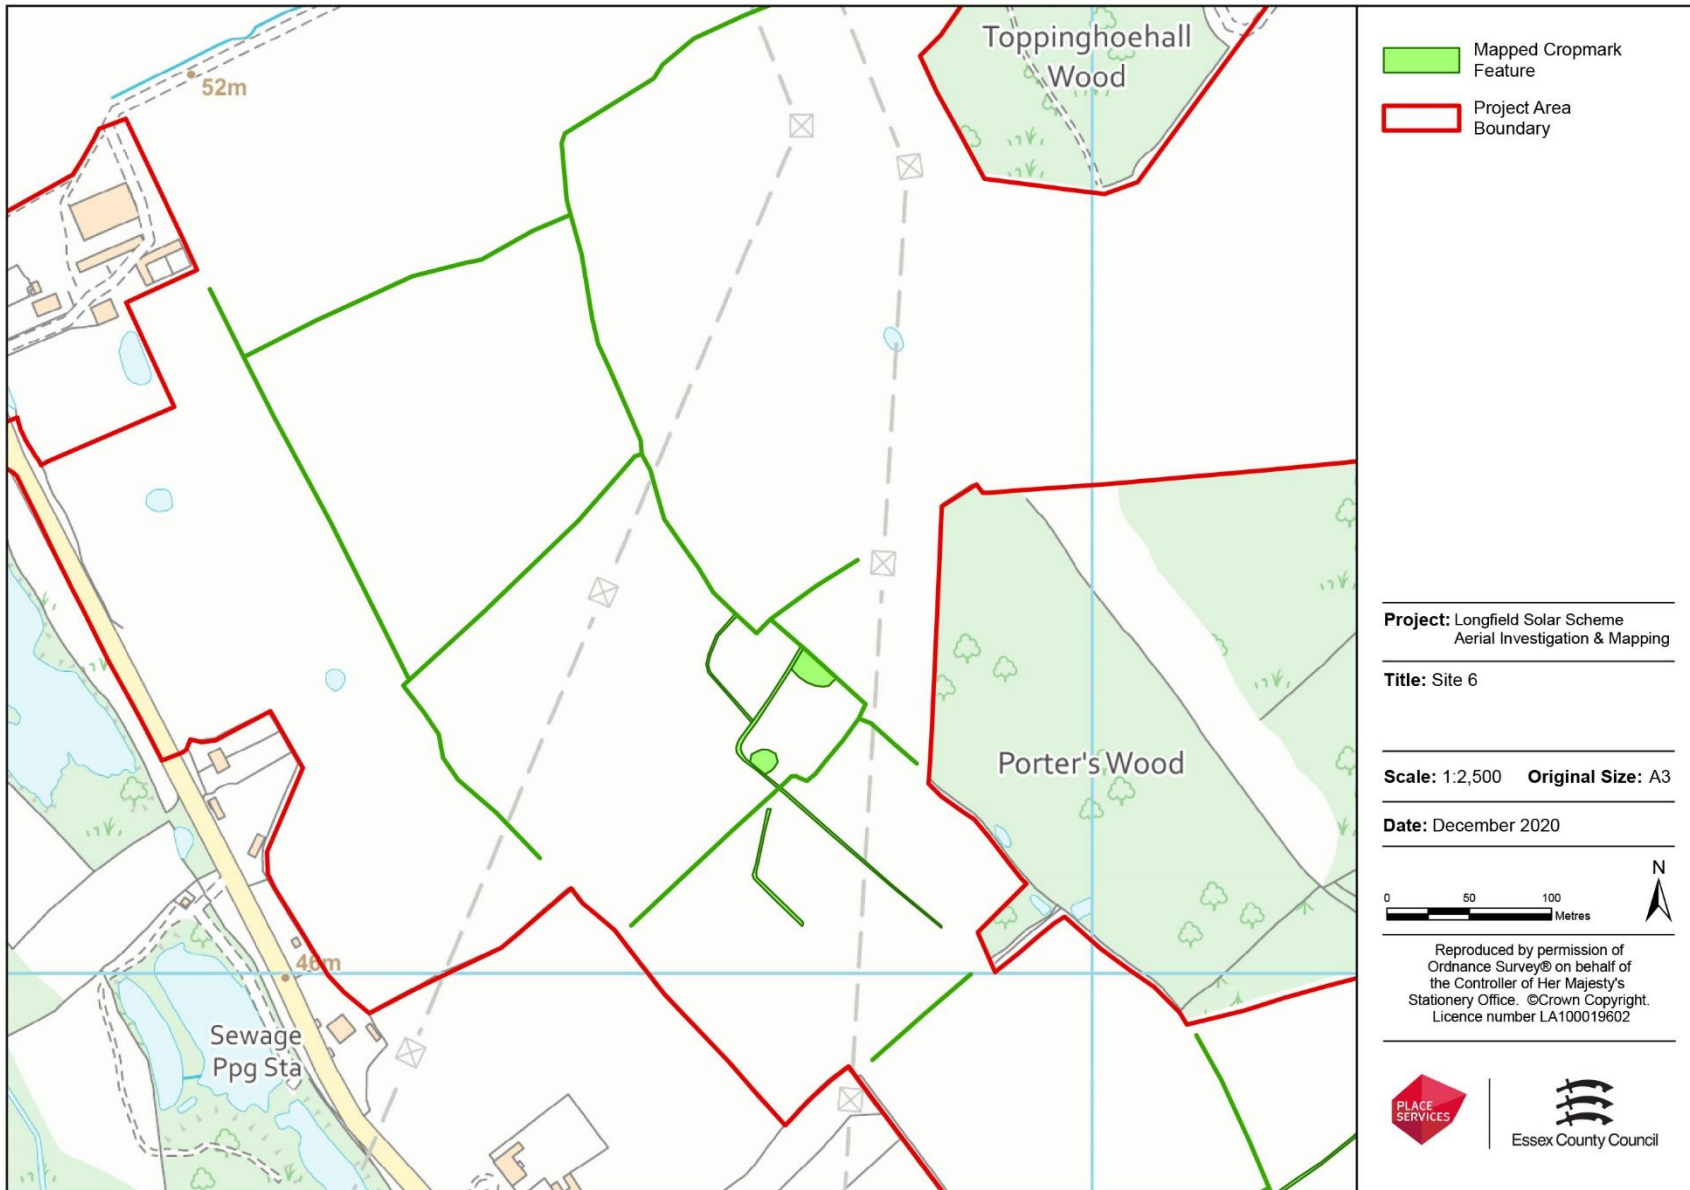 Toppinghoehall
Wood
52m
Porter's Wood
46m
Sewage
Ppg Sta
Mapped Cropmark
Feature
Project Area
Boundary
Project: Longfield Solar Scheme
Aerial Investigation & Mapping
Title: Site 6
Scale: 1:2,500 Original Size: A3
Date: December 2020
N
0 50 100
Metres
Reproduced by permission of
Ordnance Survey® on behalf of
the Controller of Her Majesty's
Stationery Office. ©Crown Copyright.
Licence number LA100019602
PLACE
SERVICES
Essex County Council